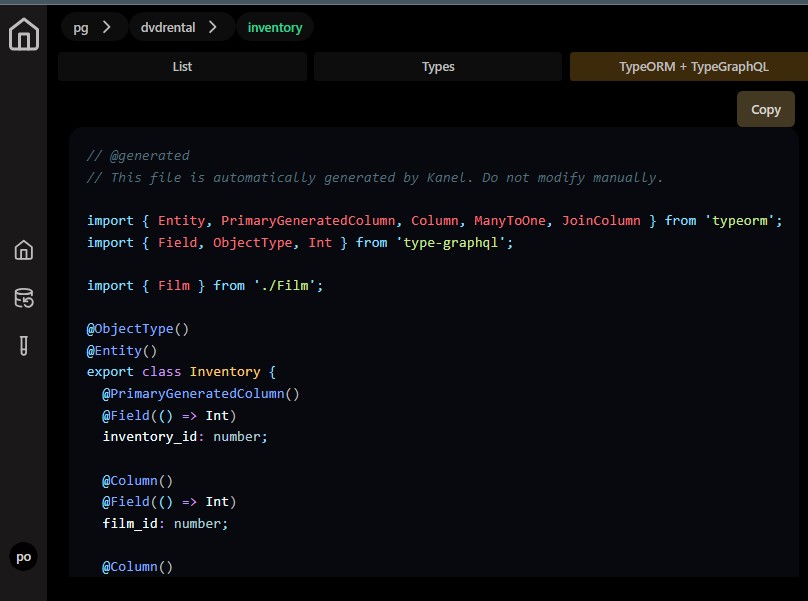 pg > dvdrental > inventory
List Types TypeORM + TypeGraphQL
Copy
// @generated
// This file is automatically generated by Kanel. Do not modify manually.
import { Entity, PrimaryGeneratedColumn, Column, ManyToOne, JoinColumn } from 'typeorm';
import { Field, ObjectType, Int } from 'type-graphql';
import { Film } from './Film';
@ObjectType()
@Entity()
export class Inventory {
@PrimaryGeneratedColumn()
@Field(() => Int)
inventory_id: number;
@Column()
@Field(() => Int)
film_id: number;
@Column()
po